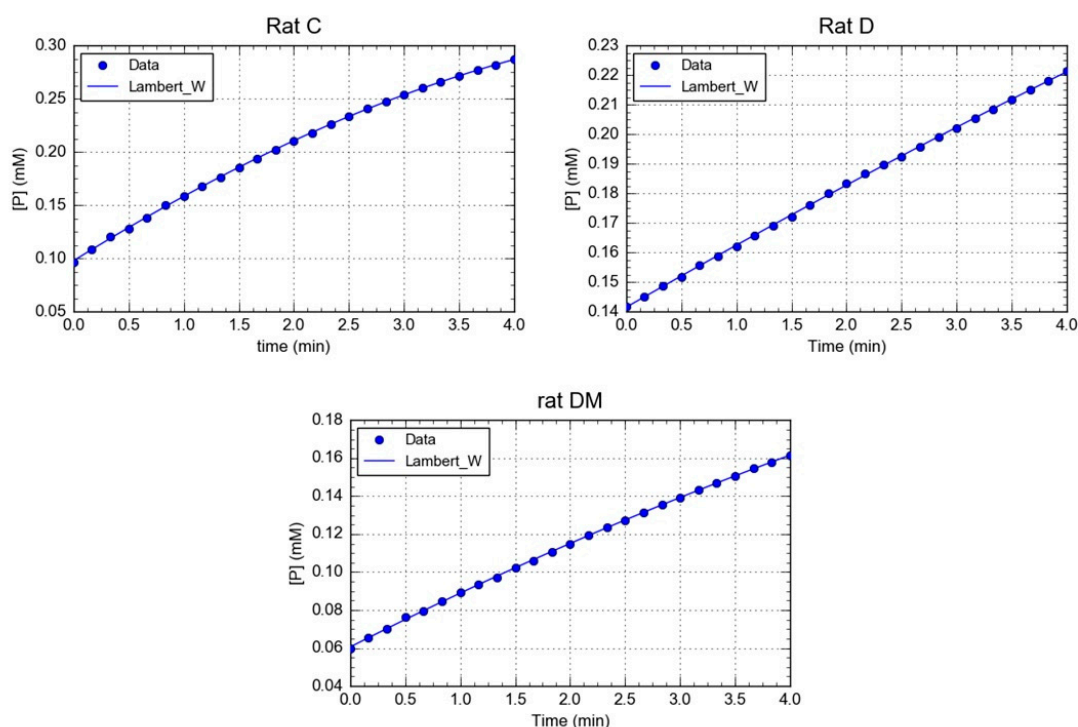 Rat C
Data
Lambert_W
[P] (mM)
0.30
0.25
0.20
0.15
0.10
0.05
0.0 0.5 1.0 1.5 2.0 2.5 3.0 3.5 4.0
time (min)
Rat D
Data
Lambert_W
[P] (mM)
0.23
0.22
0.21
0.20
0.19
0.18
0.17
0.16
0.15
0.14
0.0 0.5 1.0 1.5 2.0 2.5 3.0 3.5 4.0
Time (min)
rat DM
Data
Lambert_W
[P] (mM)
0.18
0.16
0.14
0.12
0.10
0.08
0.06
0.04
0.0 0.5 1.0 1.5 2.0 2.5 3.0 3.5 4.0
Time (min)